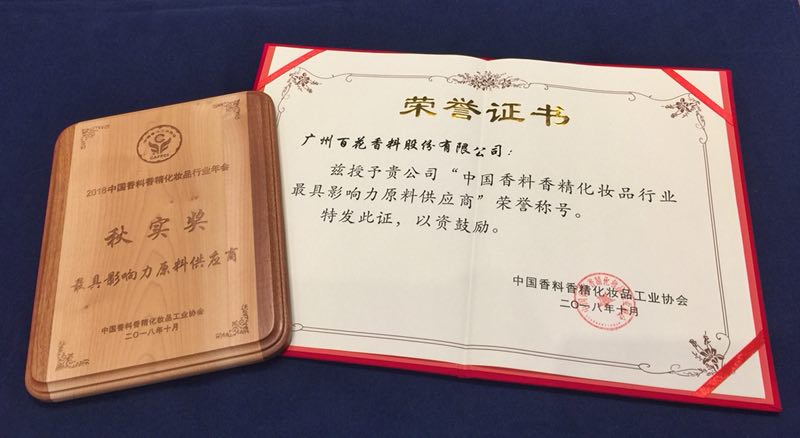 CAFFCI
2018中国香料香精化妆品行业年会
秋实奖
最具影响力原料供应商
中国香料香精化妆品工业协会
二〇一八年十月
荣誉证书
广州百花香料股份有限公司：
兹授予贵公司“中国香料香精化妆品行业
最具影响力原料供应商”荣誉称号。
特发此证，以资鼓励。
中国香料香精化妆品工业协会
二〇一八年十月